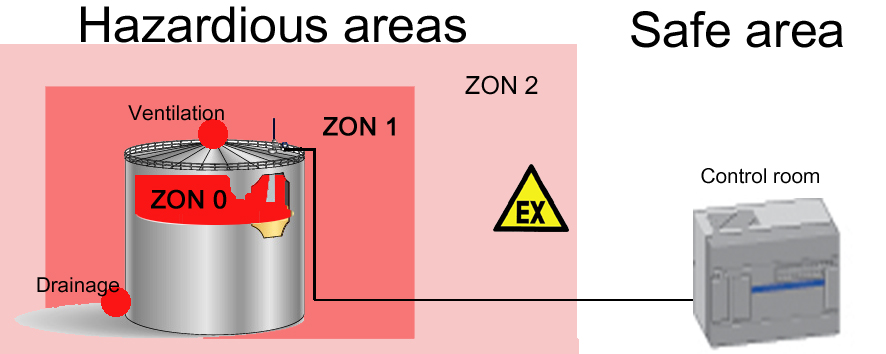 Hazardious areas
Safe area
ZON 2
Ventilation
ZON 1
Control room
ZON 0
EX
Drainage